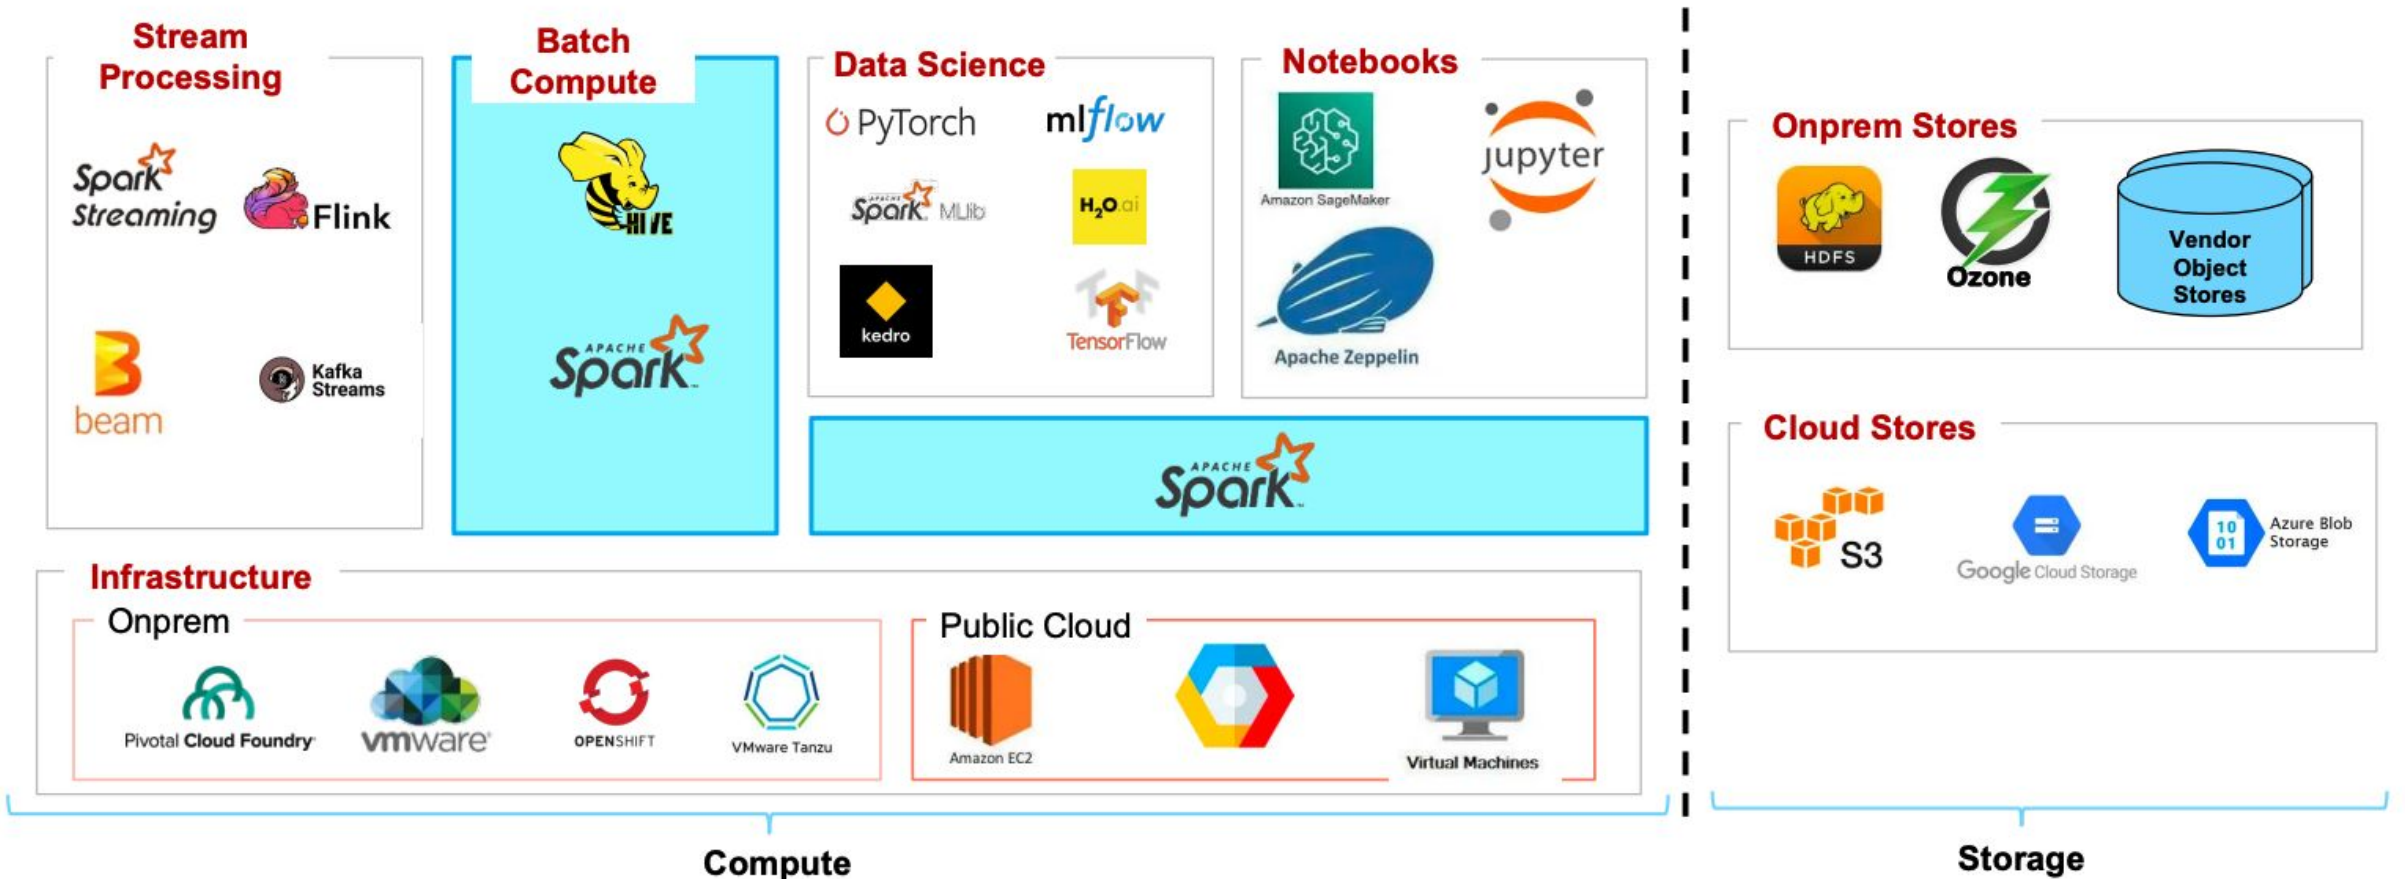 Stream
Processing
Spark
Streaming
Flink
beam
Kafka
Streams
Batch
Compute
HIVE
APACHE
Spark
Data Science
PyTorch
mlflow
APACHE
Spark MLlib
H2O.ai
kedro
TensorFlow
Notebooks
Amazon SageMaker
jupyter
Apache Zeppelin
APACHE
Spark
Infrastructure
Onprem
Pivotal Cloud Foundry
vmware
OPENSHIFT
VMware Tanzu
Public Cloud
Amazon EC2
Virtual Machines
Compute
Onprem Stores
HDFS
Ozone
Vendor
Object
Stores
Cloud Stores
S3
Google Cloud Storage
10
01
Azure Blob
Storage
Storage